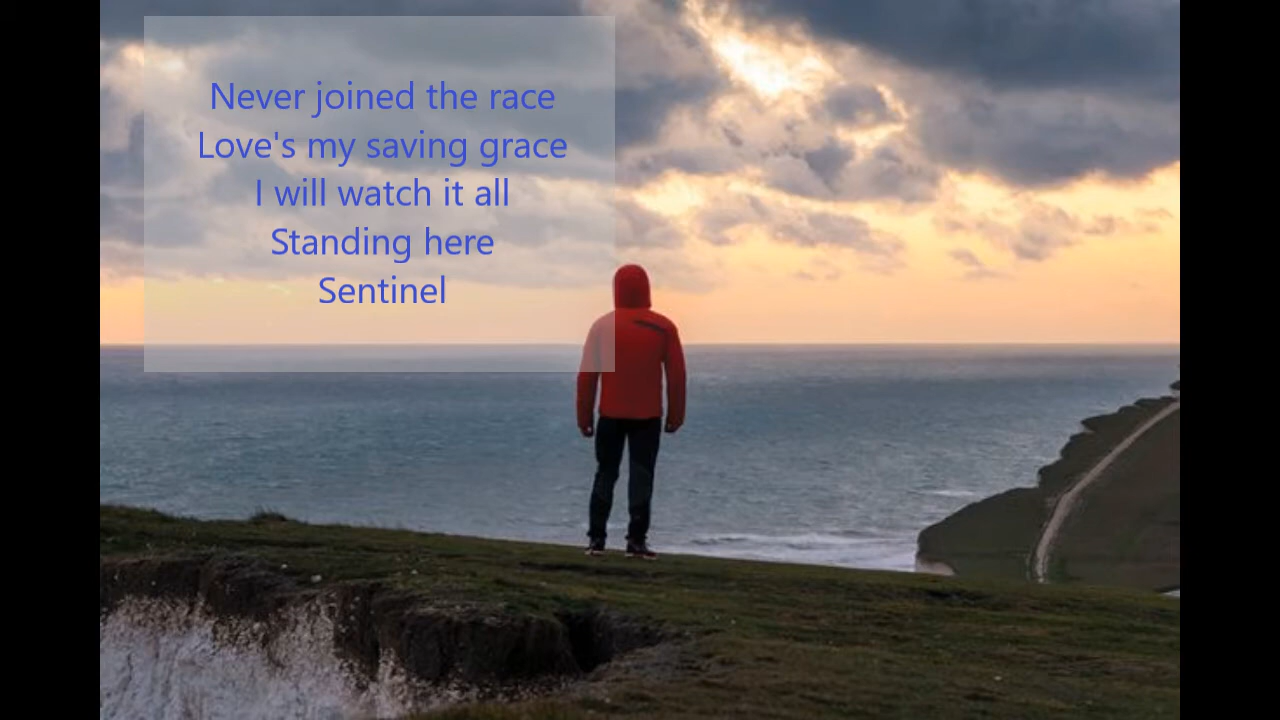 Never joined the race
Love's my saving grace
I will watch it all
Standing here
Sentinel